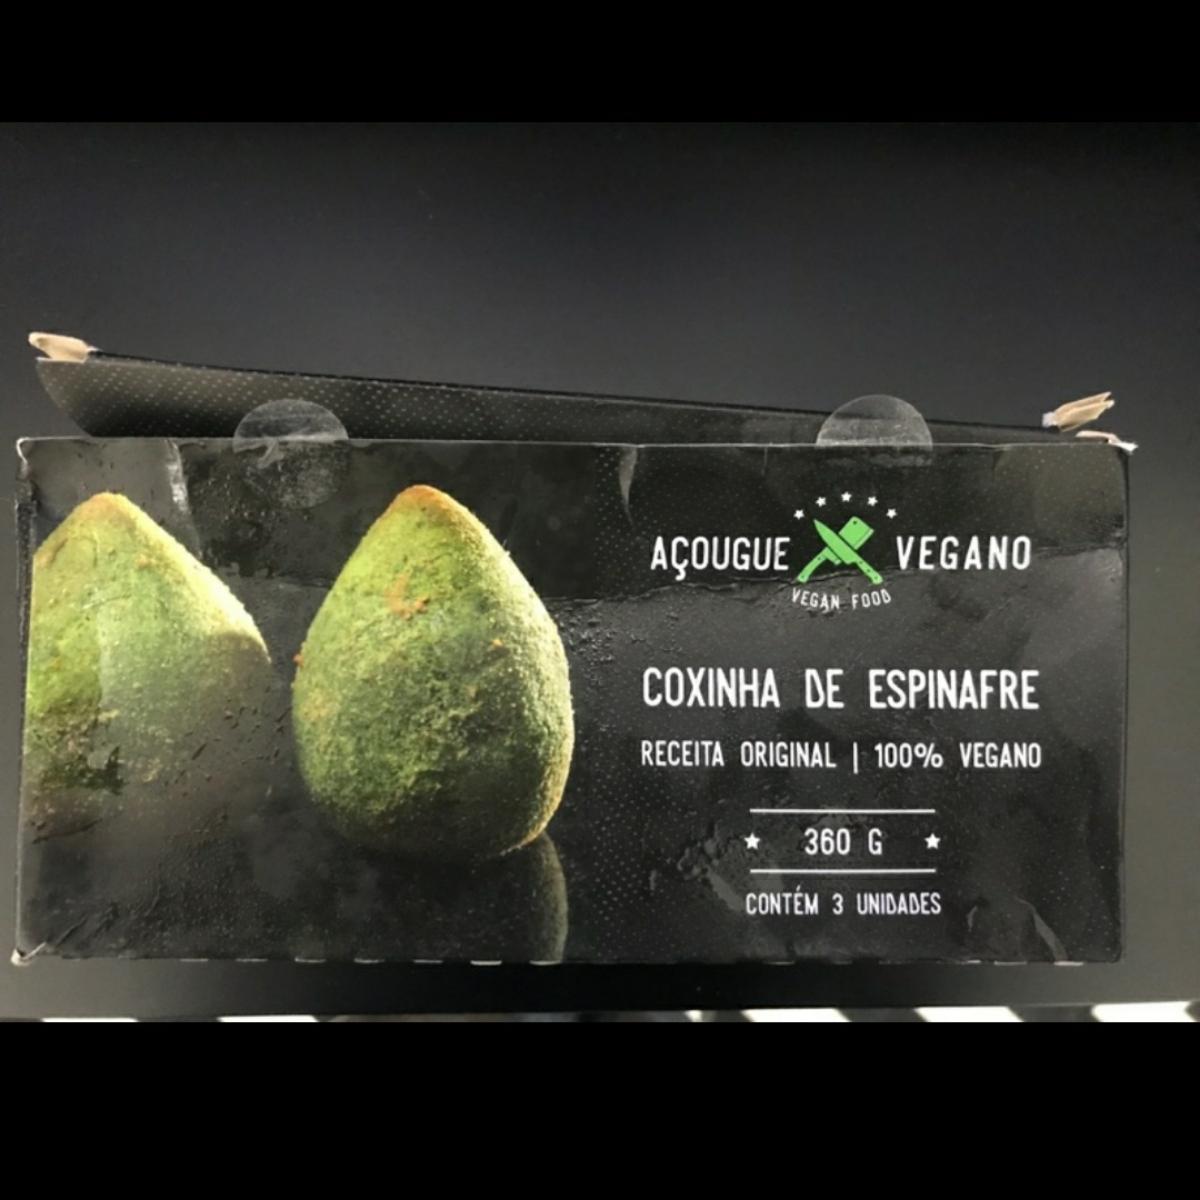 AÇOUGUE VEGANO
VEGAN FOOD
COXINHA DE ESPINAFRE
RECEITA ORIGINAL | 100% VEGANO
360 G
CONTÉM 3 UNIDADES